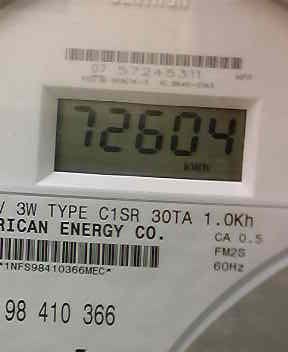 07 57245311
72604
kWh
V 3W TYPE C1SR 30TA 1.0Kh
RICAN ENERGY CO.
CA 0.5
FM2S
60Hz
*1NFS98410366MEC*
98 410 366